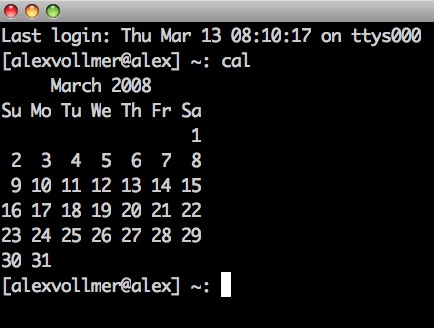 Last login: Thu Mar 13 08:10:17 on ttys000
[alexvollmer@alex] ~: cal
     March 2008
Su Mo Tu We Th Fr Sa
                   1
 2  3  4  5  6  7  8
 9 10 11 12 13 14 15
16 17 18 19 20 21 22
23 24 25 26 27 28 29
30 31
[alexvollmer@alex] ~: